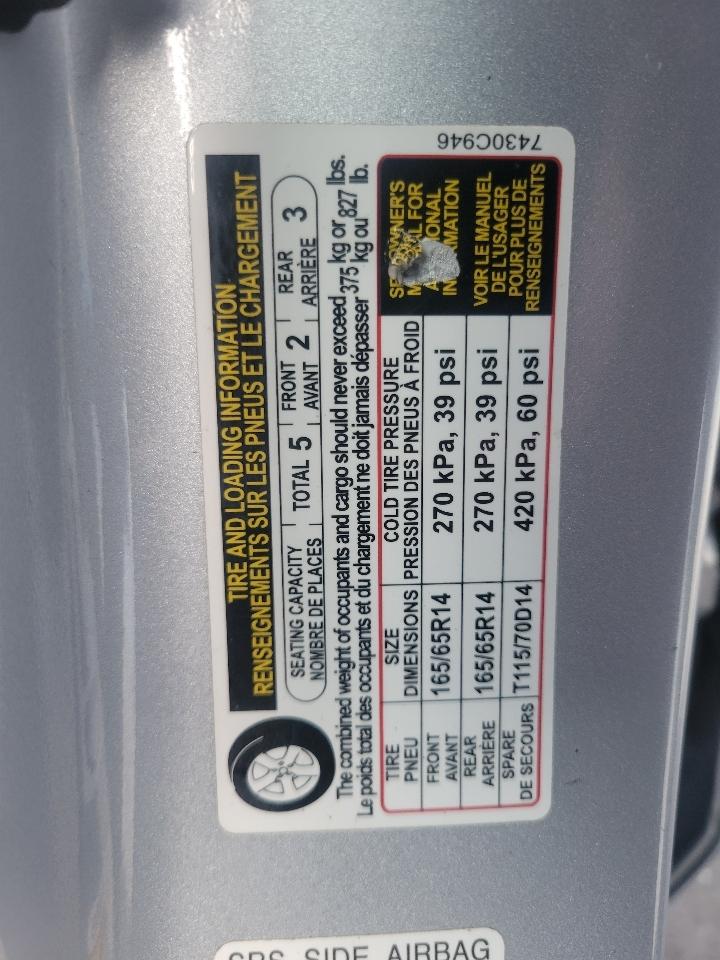 TIRE AND LOADING INFORMATION
RENSEIGNEMENTS SUR LES PNEUS ET LE CHARGEMENT
SEATING CAPACITY
NOMBRE DE PLACES
TOTAL 5
FRONT
AVANT 2
REAR
ARRIÈRE 3
The combined weight of occupants and cargo should never exceed 375 kg or 827 lbs.
Le poids total des occupants et du chargement ne doit jamais dépasser 375 kg ou 827 lb.
TIRE
PNEU
SIZE
DIMENSIONS
COLD TIRE PRESSURE
PRESSION DES PNEUS À FROID
FRONT
AVANT
165/65R14
270 kPa, 39 psi
REAR
ARRIÈRE
165/65R14
270 kPa, 39 psi
SPARE
DE SECOURS
T115/70D14
420 kPa, 60 psi
OWNER'S
FOR
VOIR LE MANUEL
DE L'USAGER
POUR PLUS DE
RENSEIGNEMENTS
7430C946
SRS SIDE AIRBAG